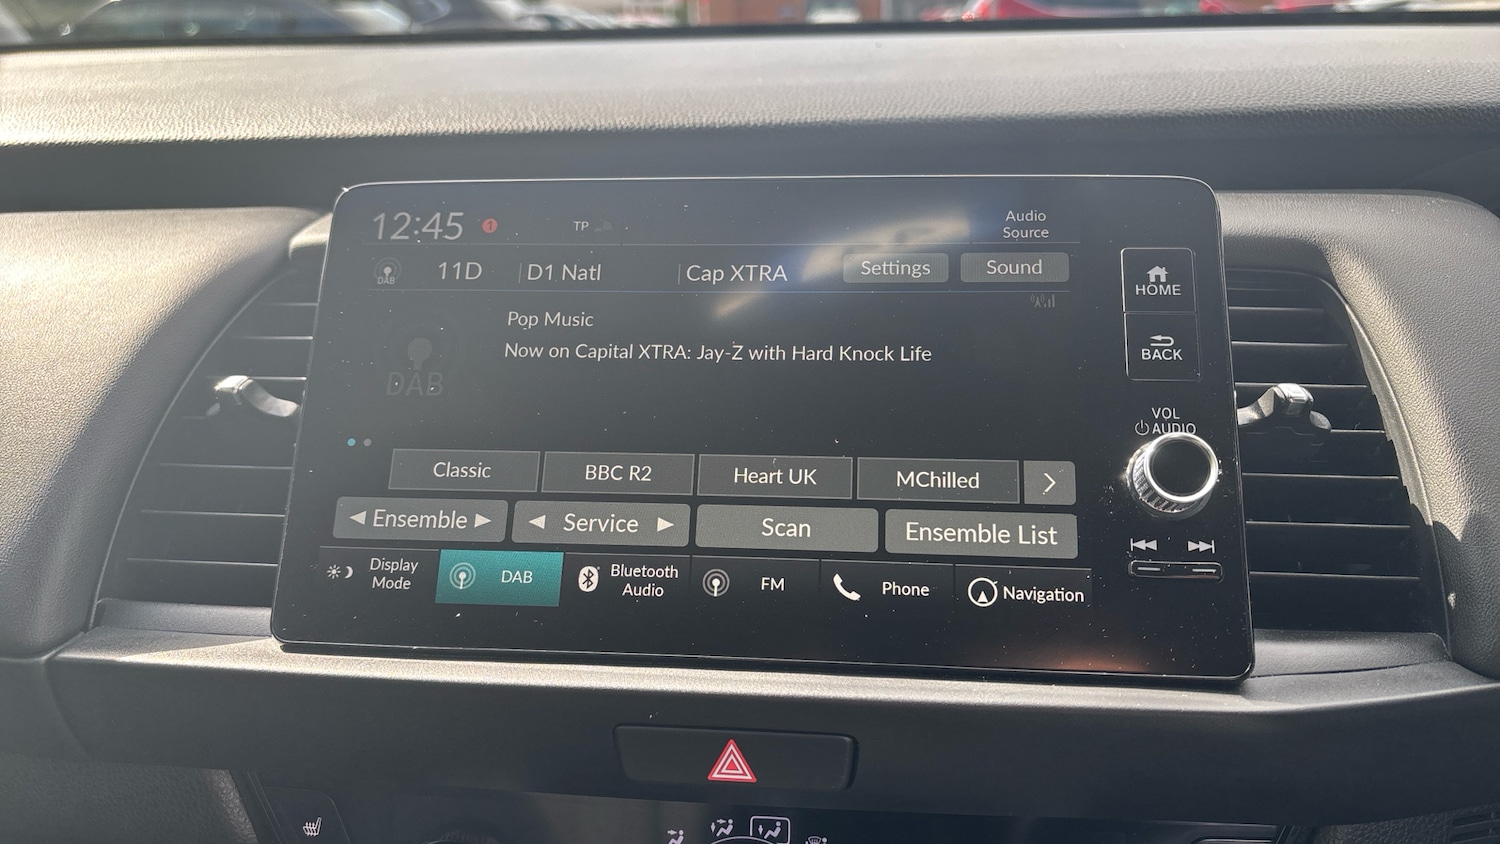 12:45
1
TP
Audio
Source
DAB
11D
D1 Natl
Cap XTRA
Settings
Sound
HOME
Pop Music
Now on Capital XTRA: Jay-Z with Hard Knock Life
DAB
BACK
VOL
AUDIO
Classic
BBC R2
Heart UK
MChilled
Ensemble
Service
Scan
Ensemble List
Display
Mode
DAB
Bluetooth
Audio
FM
Phone
Navigation